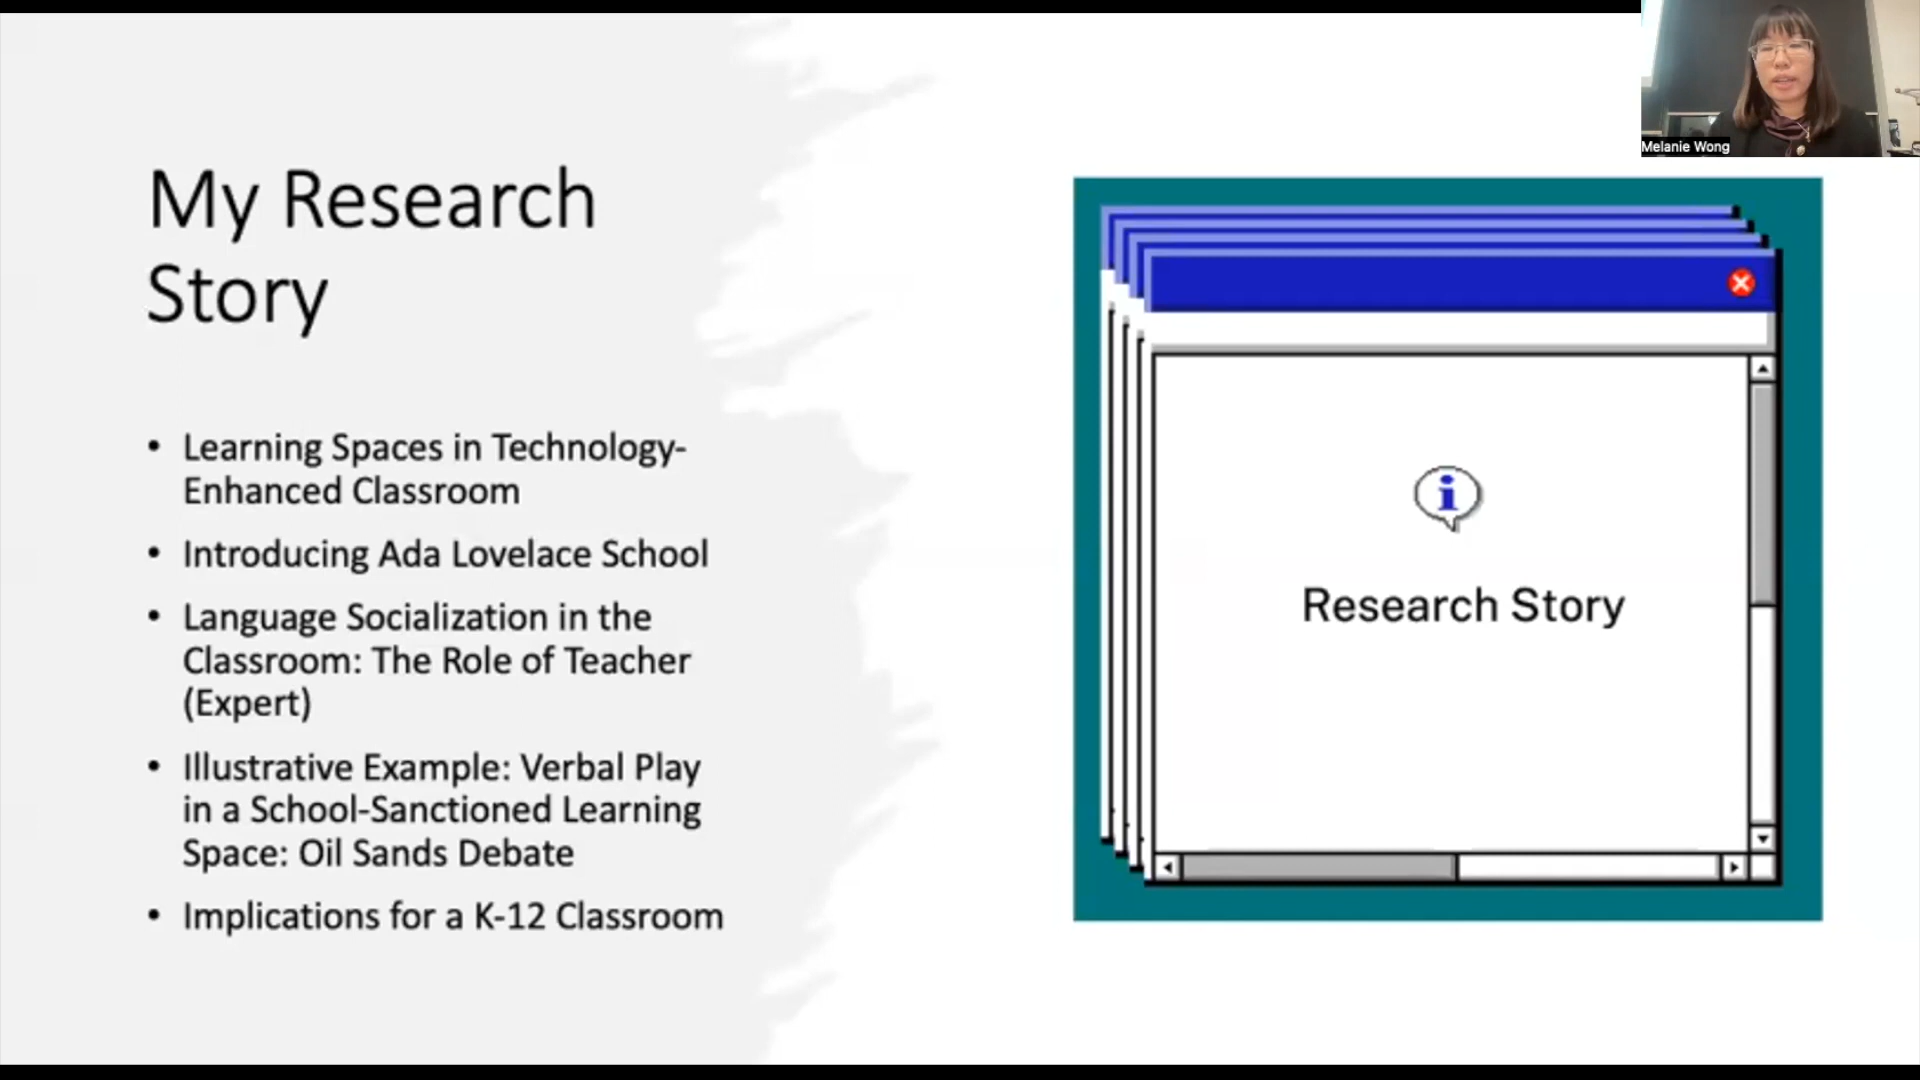 Melanie Wong
My Research
Story
• Learning Spaces in Technology-
Enhanced Classroom
• Introducing Ada Lovelace School
• Language Socialization in the
Classroom: The Role of Teacher
(Expert)
• Illustrative Example: Verbal Play
in a School-Sanctioned Learning
Space: Oil Sands Debate
• Implications for a K-12 Classroom
i
Research Story